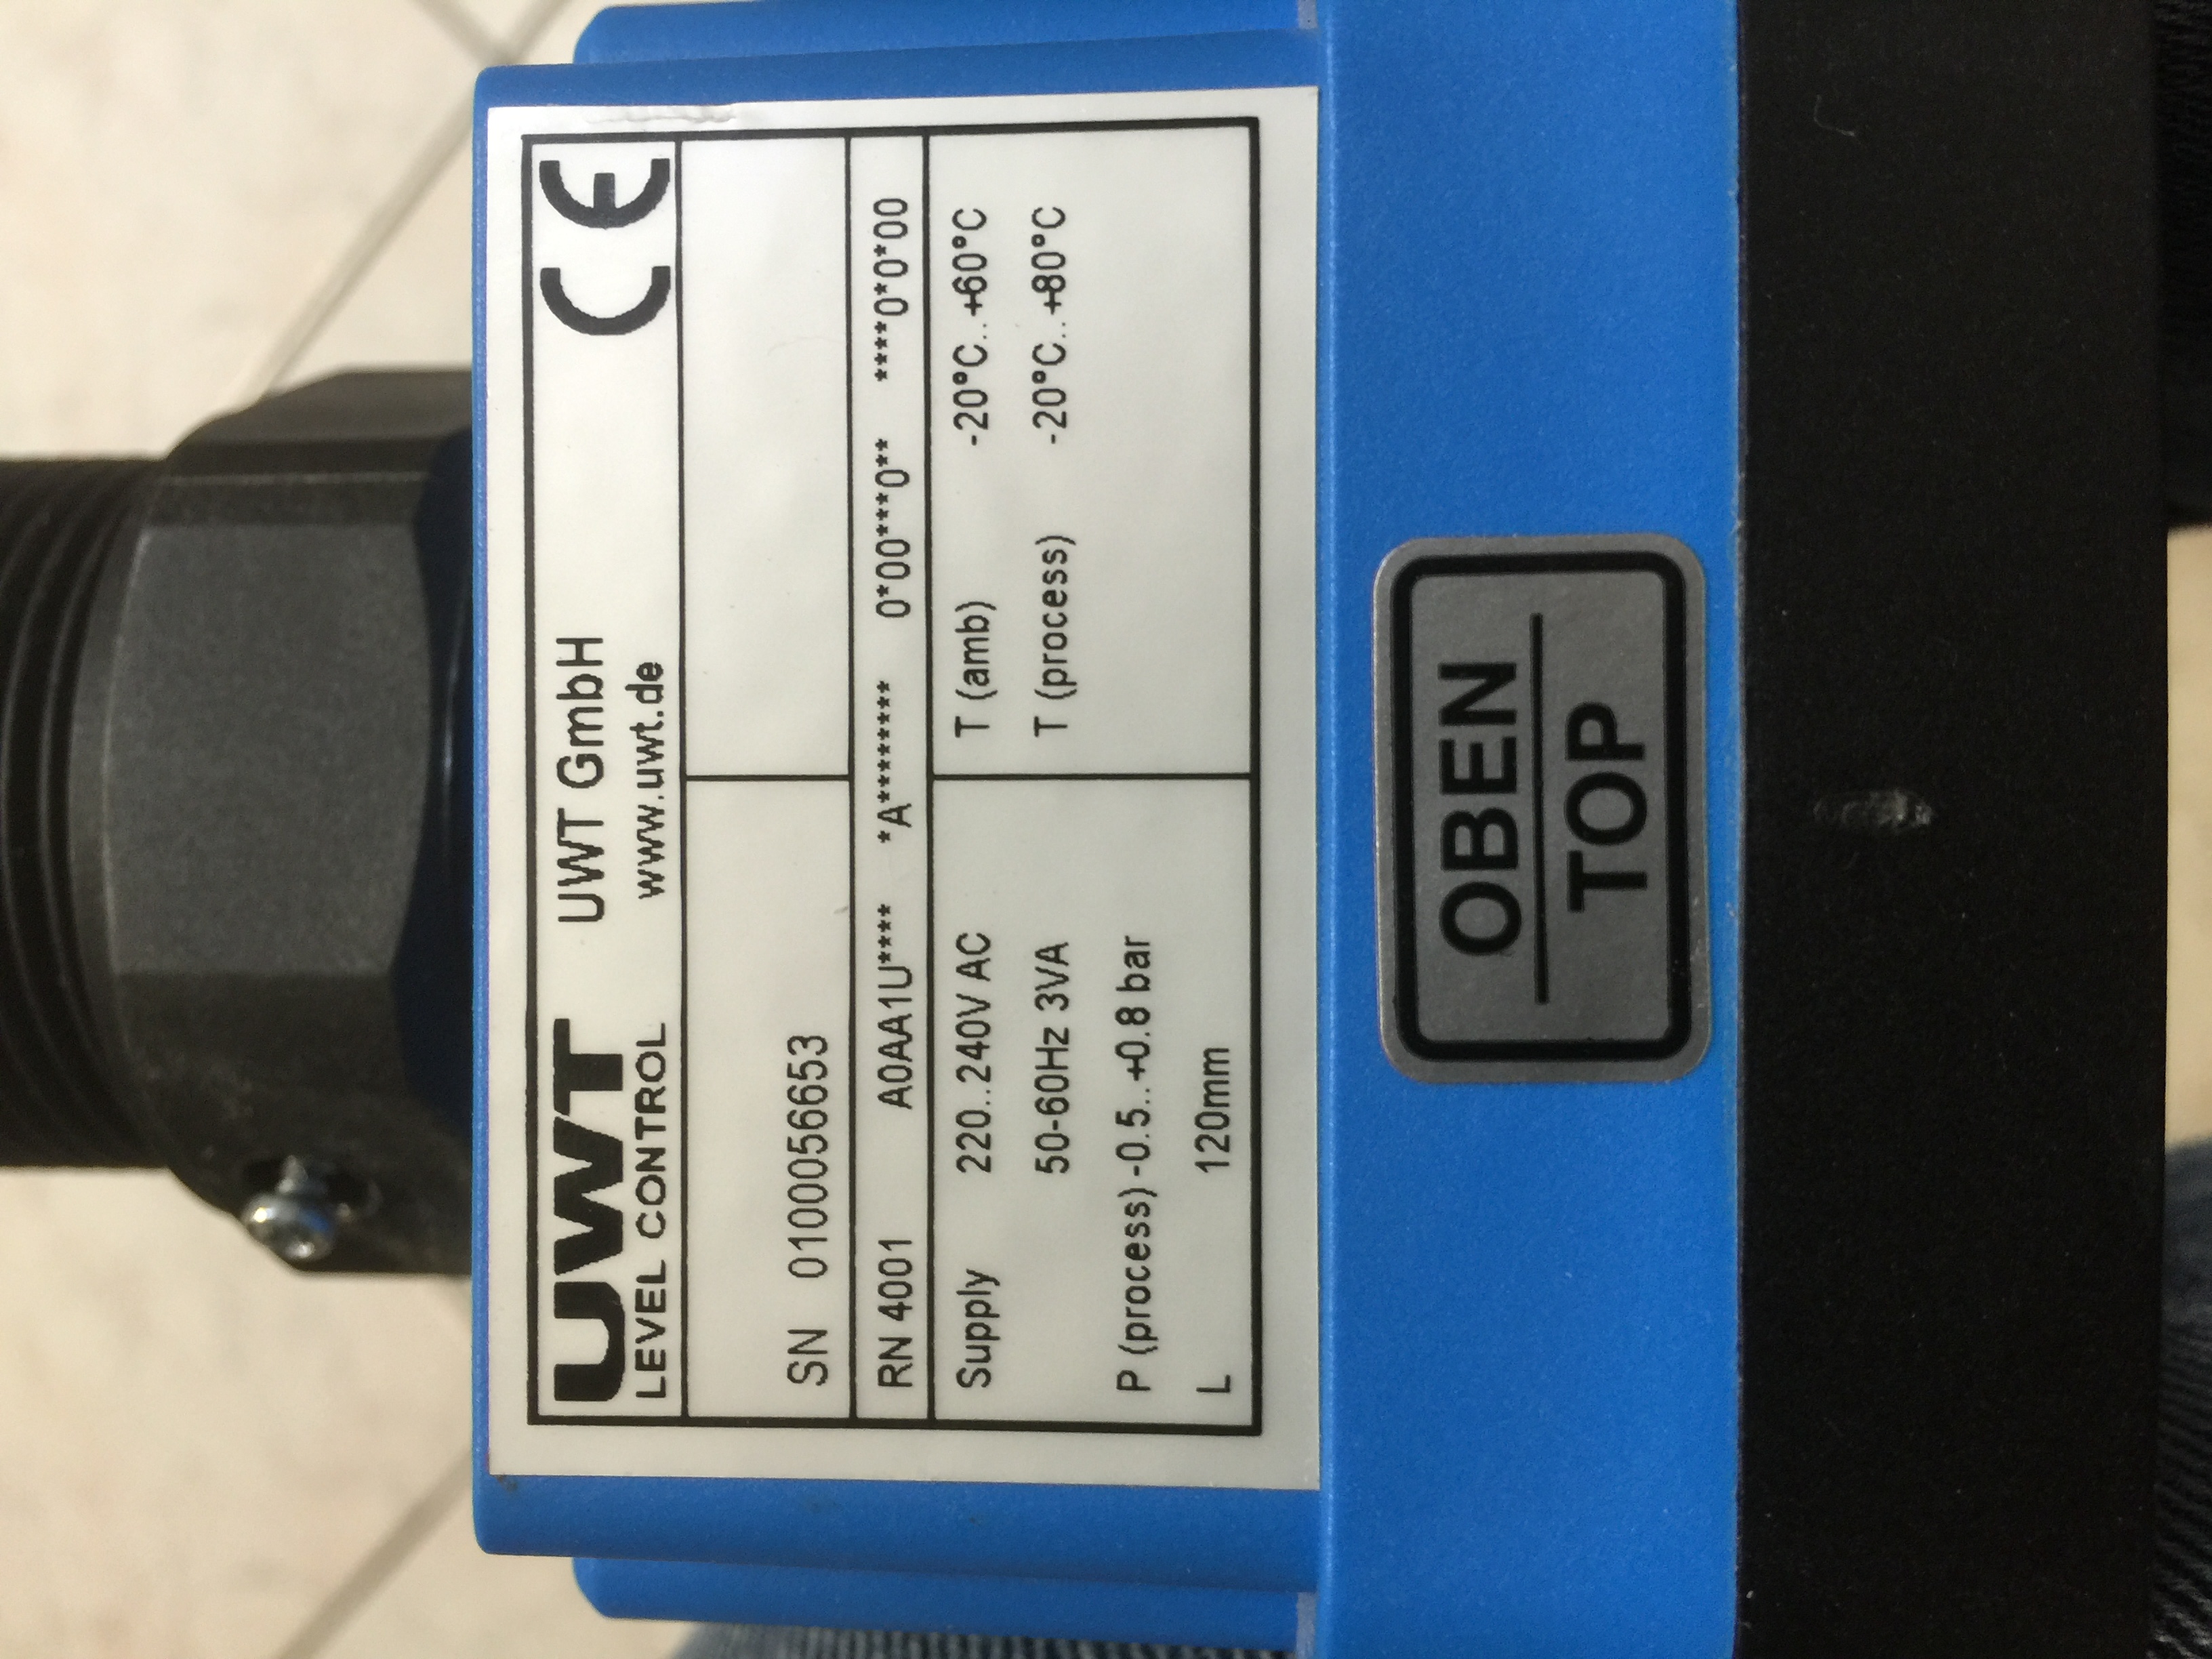 UWT
LEVEL CONTROL
UWT GmbH
www.uwt.de
CE
SN 0100056653
RN 4001 A0AA1U**** *A******** 0*00***0** ****0*0*00
Supply 220..240V AC
50-60Hz 3VA
P (process) -0.5..+0.8 bar
L 120mm
T (amb) -20°C..+60°C
T (process) -20°C..+80°C
OBEN
TOP